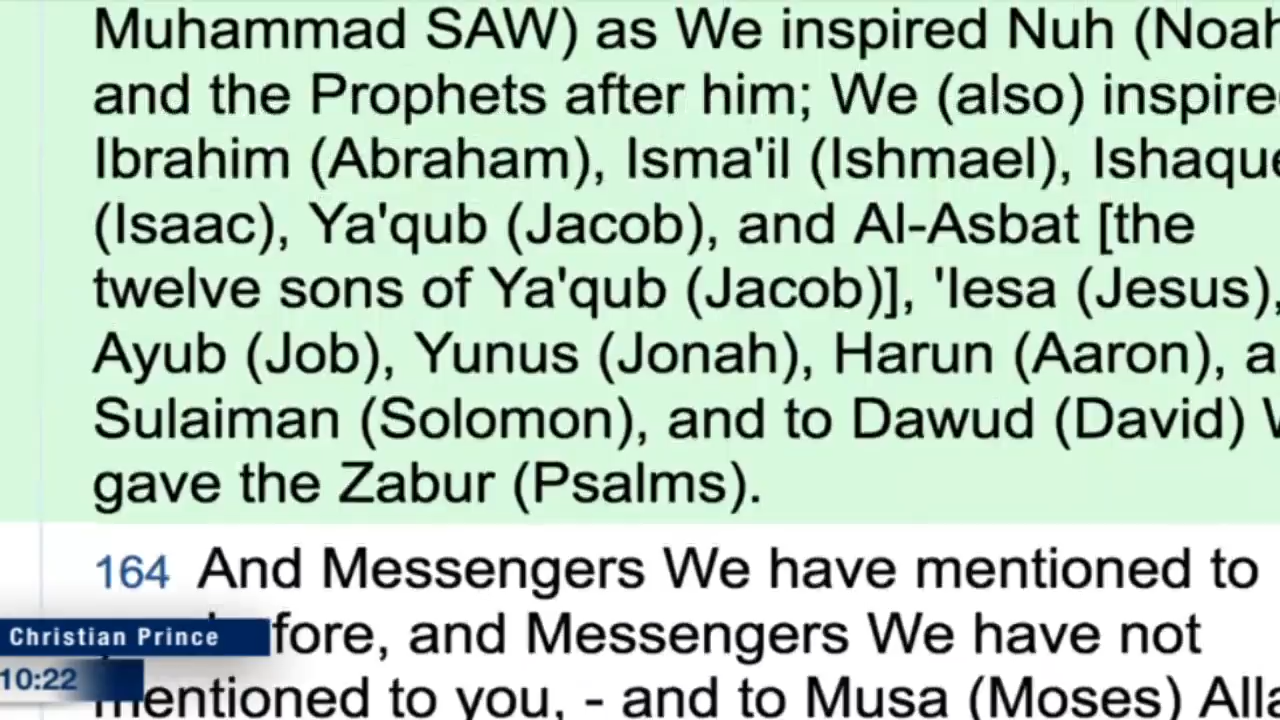 Muhammad SAW) as We inspired Nuh (Noah
and the Prophets after him; We (also) inspire
Ibrahim (Abraham), Isma'il (Ishmael), Ishaque
(Isaac), Ya'qub (Jacob), and Al-Asbat [the
twelve sons of Ya'qub (Jacob)], 'Iesa (Jesus),
Ayub (Job), Yunus (Jonah), Harun (Aaron), a
Sulaiman (Solomon), and to Dawud (David) W
gave the Zabur (Psalms).
164 And Messengers We have mentioned to
fore, and Messengers We have not
mentioned to you, - and to Musa (Moses) Alla
Christian Prince
10:22